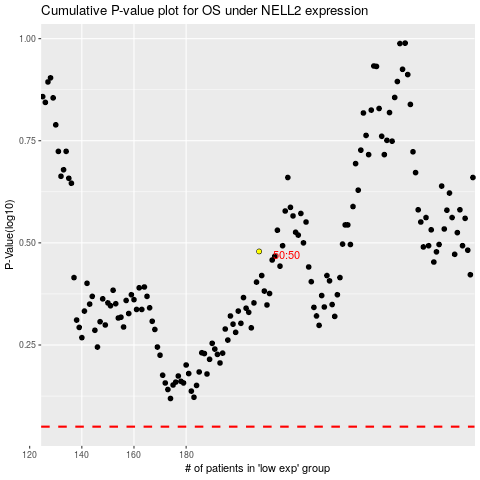 Cumulative P-value plot for OS under NELL2 expression
1.00
0.75
0.50
0.25
P-Value(log10)
50:50
120 140 160 180
# of patients in 'low exp' group